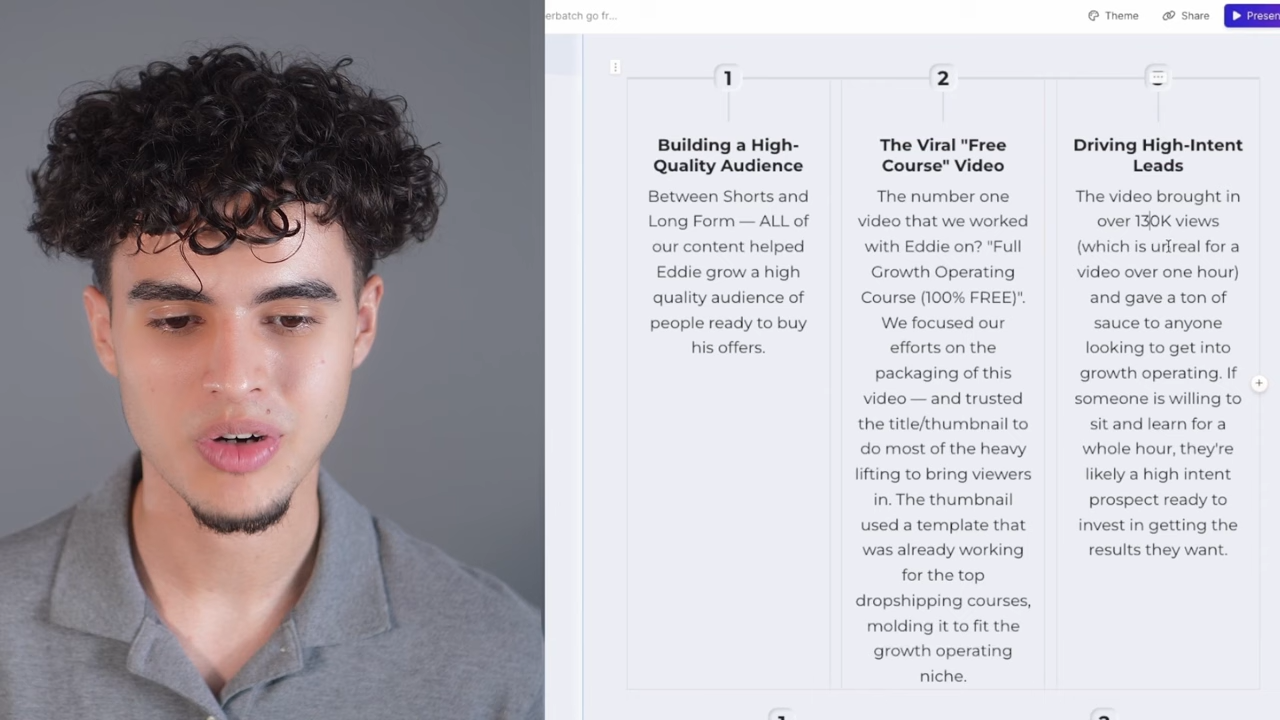 erbatch go fr...
Theme
Share
Presen
1
Building a High-
Quality Audience
Between Shorts and
Long Form — ALL of
our content helped
Eddie grow a high
quality audience of
people ready to buy
his offers.
2
The Viral "Free
Course" Video
The number one
video that we worked
with Eddie on? "Full
Growth Operating
Course (100% FREE)".
We focused our
efforts on the
packaging of this
video — and trusted
the title/thumbnail to
do most of the heavy
lifting to bring viewers
in. The thumbnail
used a template that
was already working
for the top
dropshipping courses,
molding it to fit the
growth operating
niche.
Driving High-Intent
Leads
The video brought in
over 130K views
(which is unreal for a
video over one hour)
and gave a ton of
sauce to anyone
looking to get into
growth operating. If
someone is willing to
sit and learn for a
whole hour, they're
likely a high intent
prospect ready to
invest in getting the
results they want.